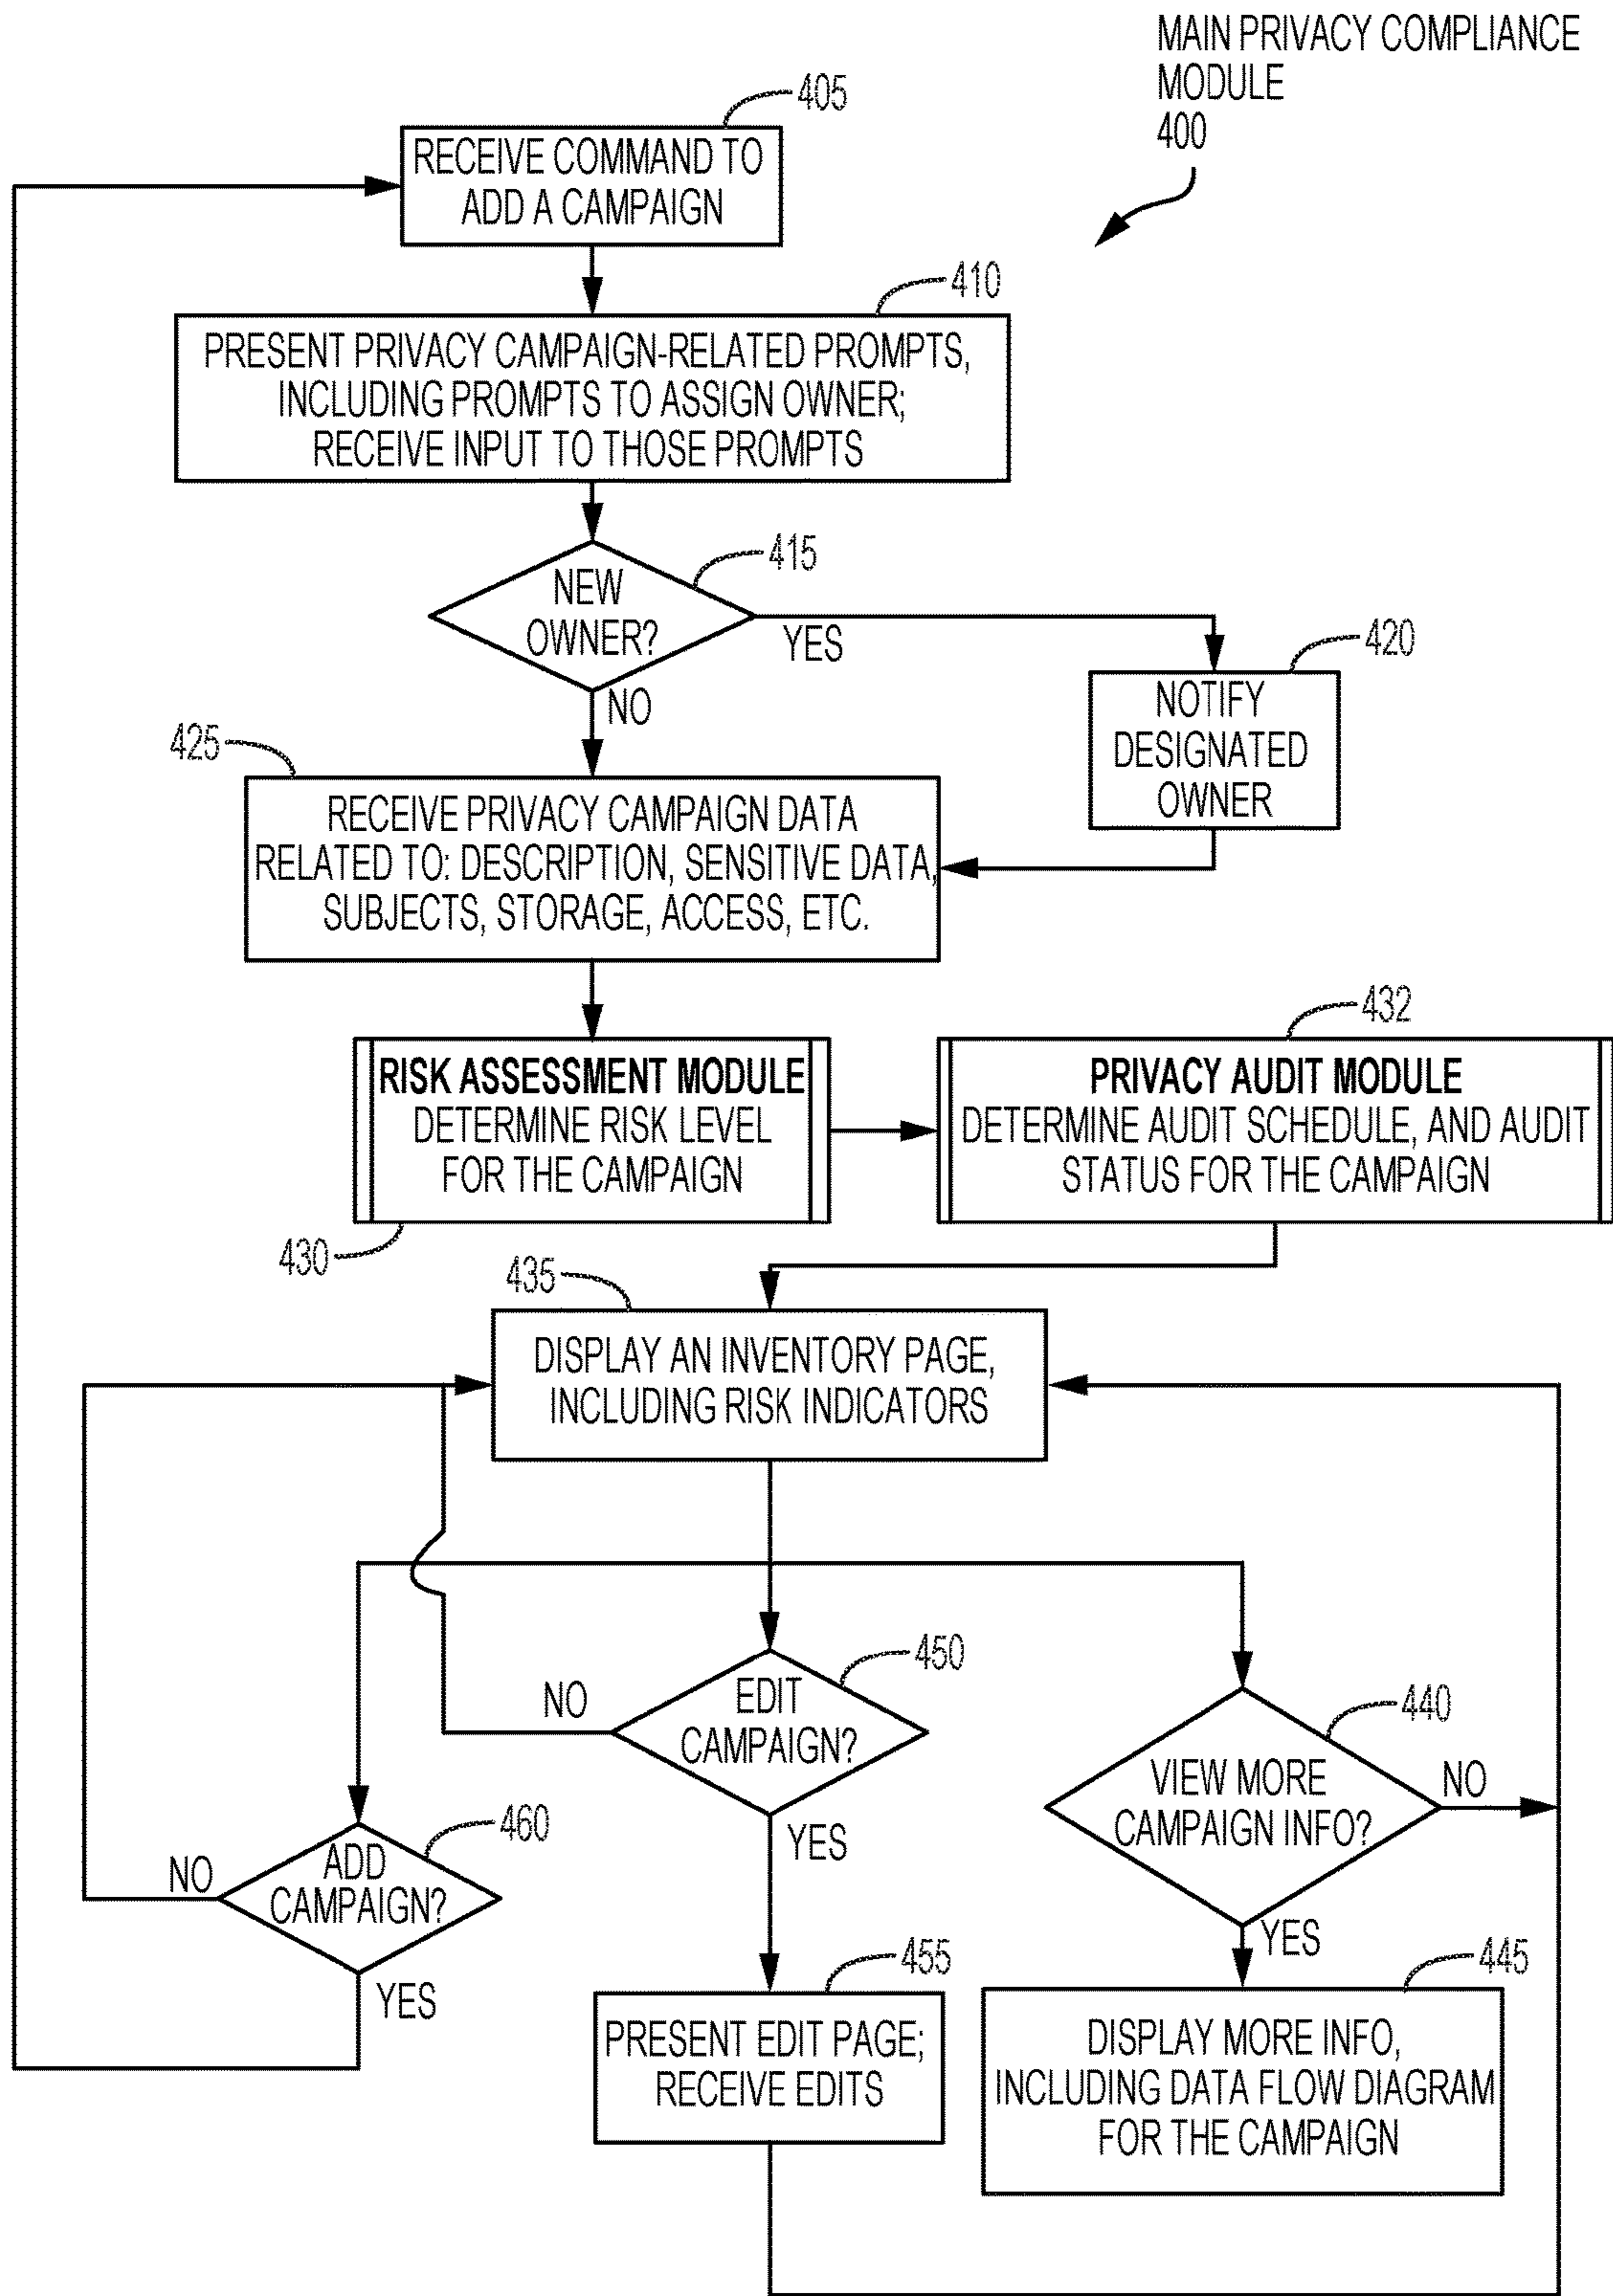 MAIN PRIVACY COMPLIANCE
MODULE
400
405
RECEIVE COMMAND TO
ADD A CAMPAIGN
410
PRESENT PRIVACY CAMPAIGN-RELATED PROMPTS,
INCLUDING PROMPTS TO ASSIGN OWNER;
RECEIVE INPUT TO THOSE PROMPTS
415
NEW
OWNER?
YES
NO
420
NOTIFY
DESIGNATED
OWNER
425
RECEIVE PRIVACY CAMPAIGN DATA
RELATED TO: DESCRIPTION, SENSITIVE DATA,
SUBJECTS, STORAGE, ACCESS, ETC.
RISK ASSESSMENT MODULE
DETERMINE RISK LEVEL
FOR THE CAMPAIGN
430
432
PRIVACY AUDIT MODULE
DETERMINE AUDIT SCHEDULE, AND AUDIT
STATUS FOR THE CAMPAIGN
435
DISPLAY AN INVENTORY PAGE,
INCLUDING RISK INDICATORS
450
EDIT
CAMPAIGN?
NO
YES
440
VIEW MORE
CAMPAIGN INFO?
NO
YES
460
ADD
CAMPAIGN?
NO
YES
455
PRESENT EDIT PAGE;
RECEIVE EDITS
445
DISPLAY MORE INFO,
INCLUDING DATA FLOW DIAGRAM
FOR THE CAMPAIGN